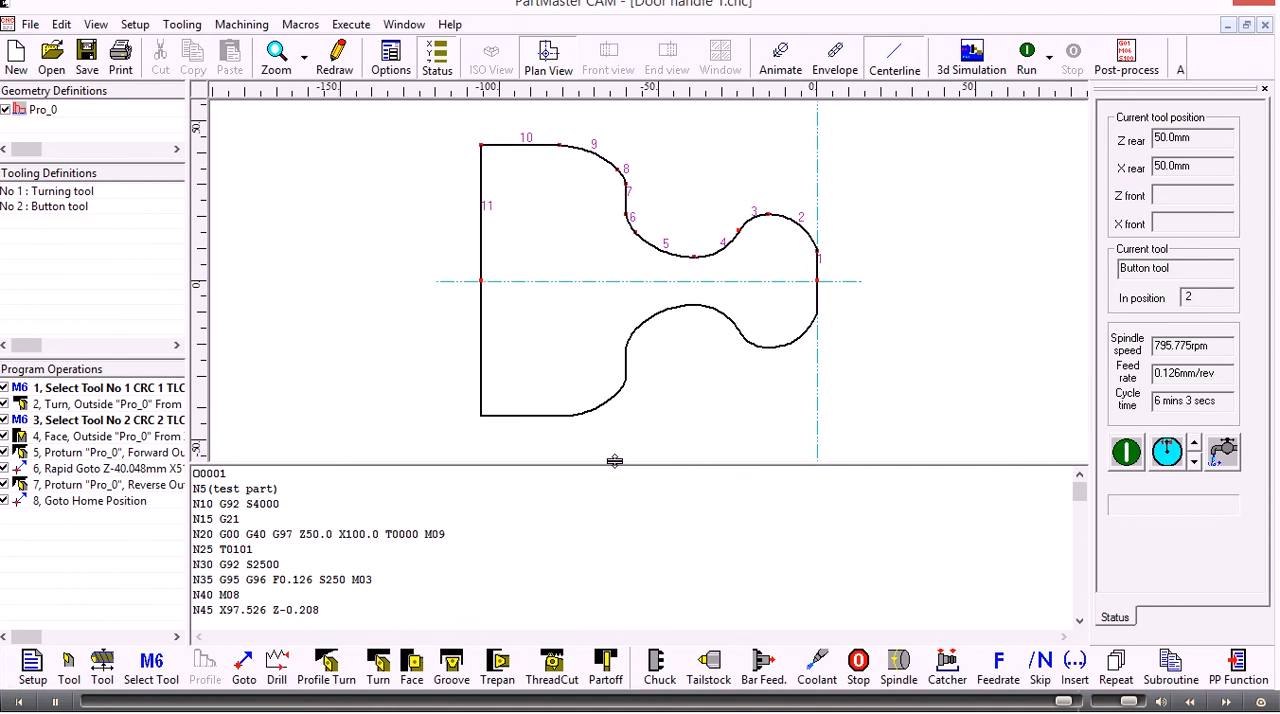 PartMaster CAM - [Door handle 1.cnc]
File Edit View Setup Tooling Machining Macros Execute Window Help
New Open Save Print Cut Copy Paste Zoom Redraw Options Status ISO View Plan View Front view End view Window Animate Envelope Centerline 3d Simulation Run Stop Post-process A
Geometry Definitions
Pro_0
Tooling Definitions
No 1 : Turning tool
No 2 : Button tool
Program Operations
M6 1, Select Tool No 1 CRC 1 TLC
2, Turn, Outside "Pro_0" From
M6 3, Select Tool No 2 CRC 2 TLC
4, Face, Outside "Pro_0" From
5, Proturn "Pro_0", Forward Ou
6, Rapid Goto Z-40.048mm X5
7, Proturn "Pro_0", Reverse Ou
8, Goto Home Position
-150 -100 -50 0 50
50
0
-50
10
9
8
7
11
6
5
4
3
2
1
O0001
N5(test part)
N10 G92 S4000
N15 G21
N20 G00 G40 G97 Z50.0 X100.0 T0000 M09
N25 T0101
N30 G92 S2500
N35 G95 G96 F0.126 S250 M03
N40 M08
N45 X97.526 Z-0.208
Current tool position
Z rear 50.0mm
X rear 50.0mm
Z front
X front
Current tool
Button tool
In position 2
Spindle speed 795.775rpm
Feed rate 0.126mm/rev
Cycle time 6 mins 3 secs
Status
Setup Tool Tool Select Tool Profile Goto Drill Profile Turn Turn Face Groove Trepan ThreadCut Partoff Chuck Tailstock Bar Feed. Coolant Stop Spindle Catcher Feedrate Skip Insert Repeat Subroutine PP Function